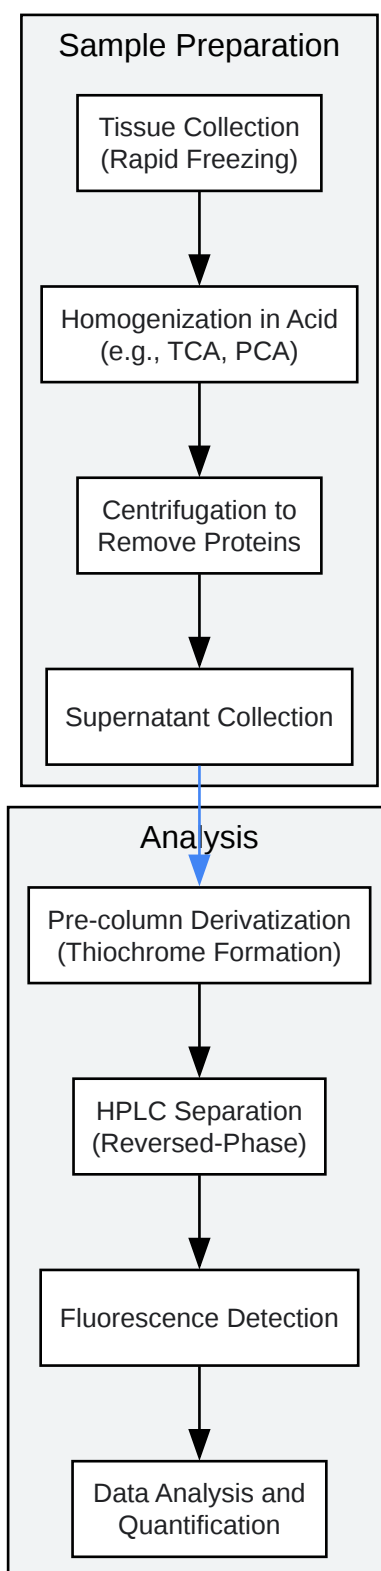 Sample Preparation
Tissue Collection
(Rapid Freezing)
Homogenization in Acid
(e.g., TCA, PCA)
Centrifugation to
Remove Proteins
Supernatant Collection
Analysis
Pre-column Derivatization
(Thiochrome Formation)
HPLC Separation
(Reversed-Phase)
Fluorescence Detection
Data Analysis and
Quantification